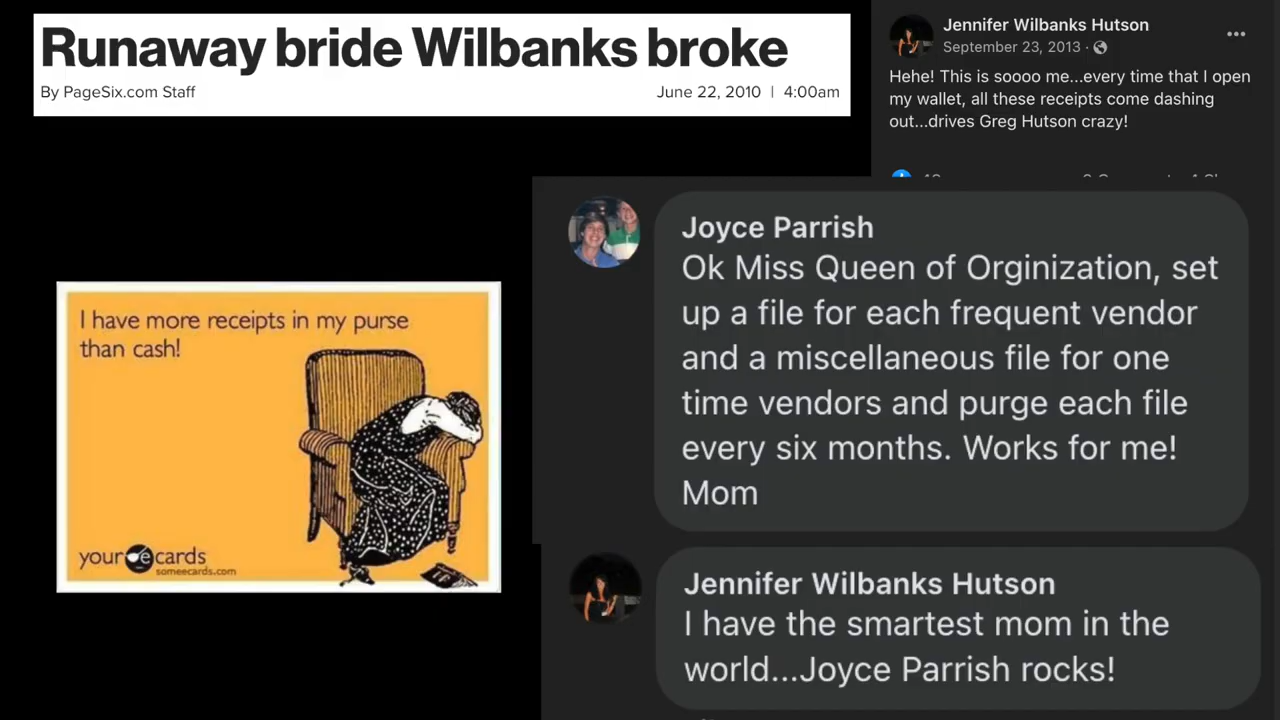 Runaway bride Wilbanks broke
By PageSix.com Staff June 22, 2010 | 4:00am
Jennifer Wilbanks Hutson
September 23, 2013 ·
Hehe! This is soooo me...every time that I open
my wallet, all these receipts come dashing
out...drives Greg Hutson crazy!
I have more receipts in my purse
than cash!
your e cards
someecards.com
Joyce Parrish
Ok Miss Queen of Orginization, set
up a file for each frequent vendor
and a miscellaneous file for one
time vendors and purge each file
every six months. Works for me!
Mom
Jennifer Wilbanks Hutson
I have the smartest mom in the
world...Joyce Parrish rocks!